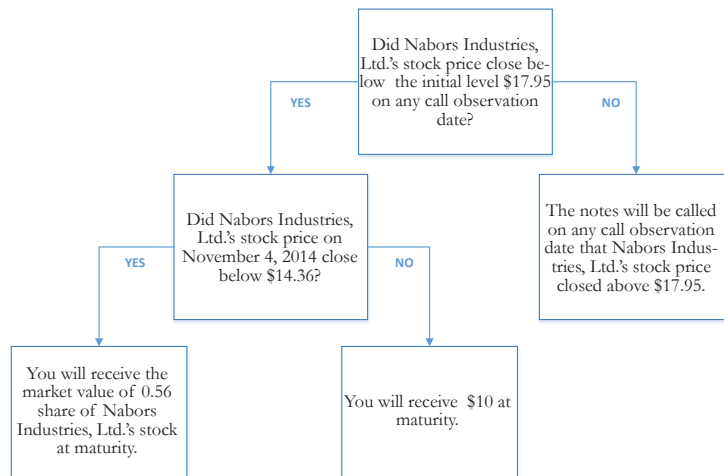 Did Nabors Industries,
Ltd.'s stock price close be-
low the initial level $17.95
on any call observation
date?
YES
NO
Did Nabors Industries,
Ltd.'s stock price on
November 4, 2014 close
below $14.36?
The notes will be called
on any call observation
date that Nabors Indus-
tries, Ltd.'s stock price
closed above $17.95.
YES
NO
You will receive the
market value of 0.56
share of Nabors
Industries, Ltd.'s stock
at maturity.
You will receive $10 at
maturity.